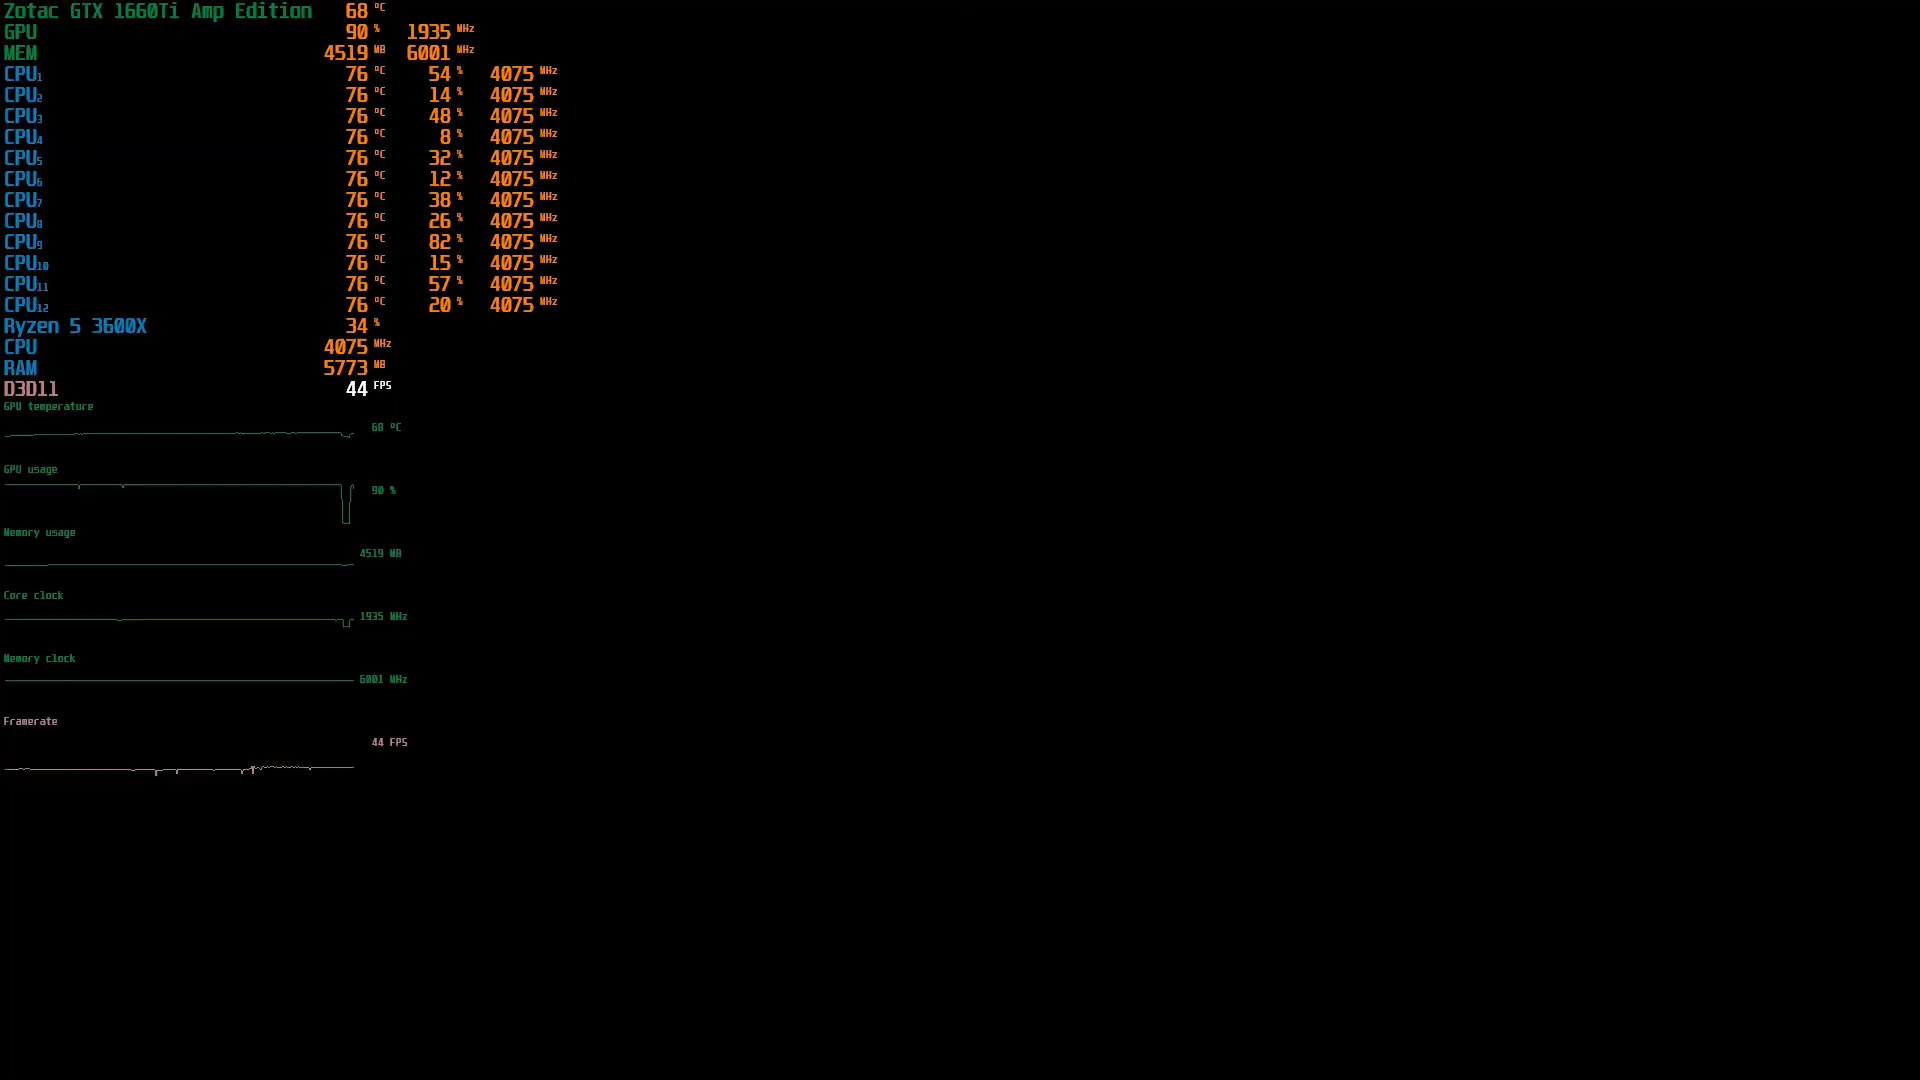 Zotac GTX 1660Ti Amp Edition 68 °C
GPU 90 % 1935 MHz
MEM 4519 MB 6001 MHz
CPU1 76 °C 54 % 4075 MHz
CPU2 76 °C 14 % 4075 MHz
CPU3 76 °C 48 % 4075 MHz
CPU4 76 °C 8 % 4075 MHz
CPU5 76 °C 32 % 4075 MHz
CPU6 76 °C 12 % 4075 MHz
CPU7 76 °C 38 % 4075 MHz
CPU8 76 °C 26 % 4075 MHz
CPU9 76 °C 82 % 4075 MHz
CPU10 76 °C 15 % 4075 MHz
CPU11 76 °C 57 % 4075 MHz
CPU12 76 °C 20 % 4075 MHz
Ryzen 5 3600X 34 %
CPU 4075 MHz
RAM 5773 MB
D3D11 44 FPS
GPU temperature
68 °C
GPU usage
90 %
Memory usage
4519 MB
Core clock
1935 MHz
Memory clock
6001 MHz
Framerate
44 FPS